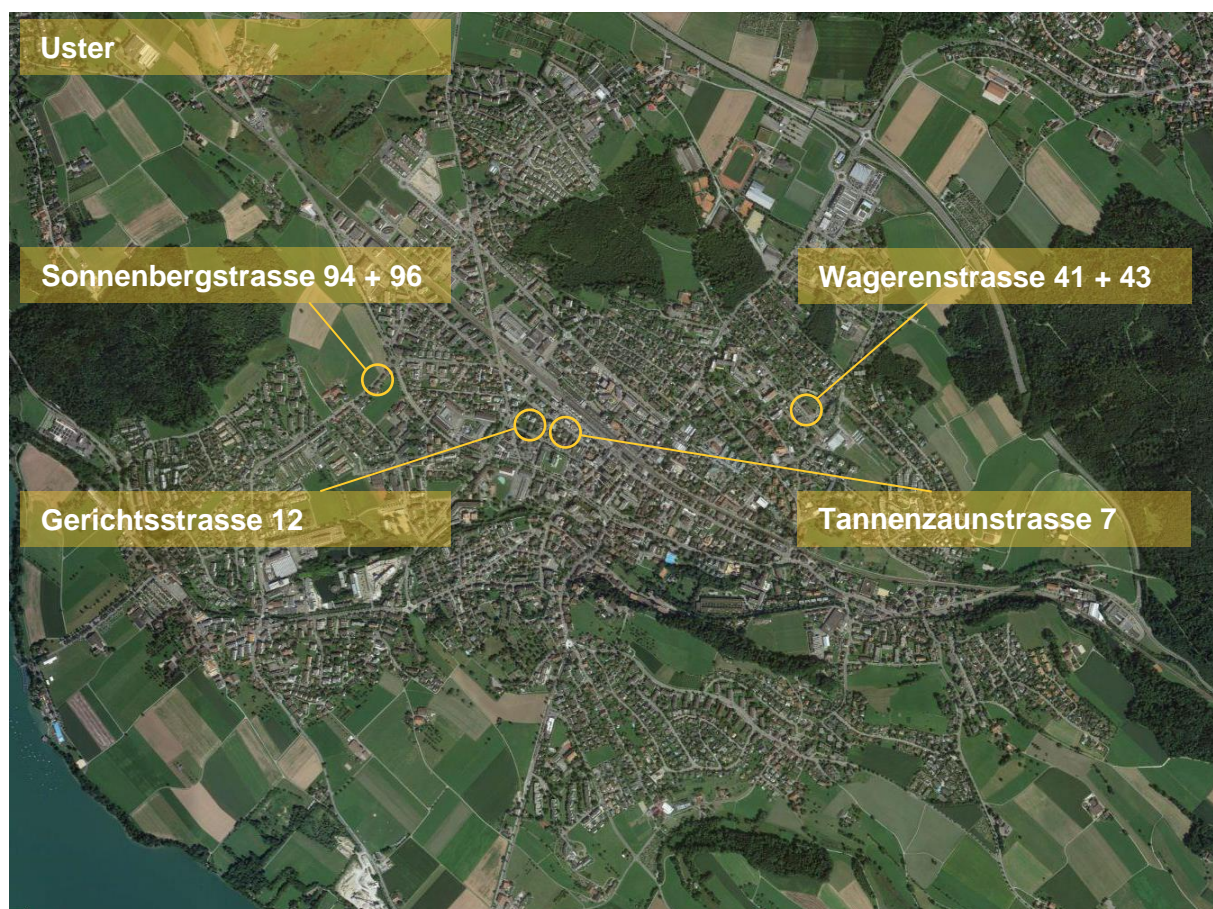 Uster
Sonnenbergstrasse 94 + 96
Wagerenstrasse 41 + 43
Gerichtsstrasse 12
Tannenzaunstrasse 7